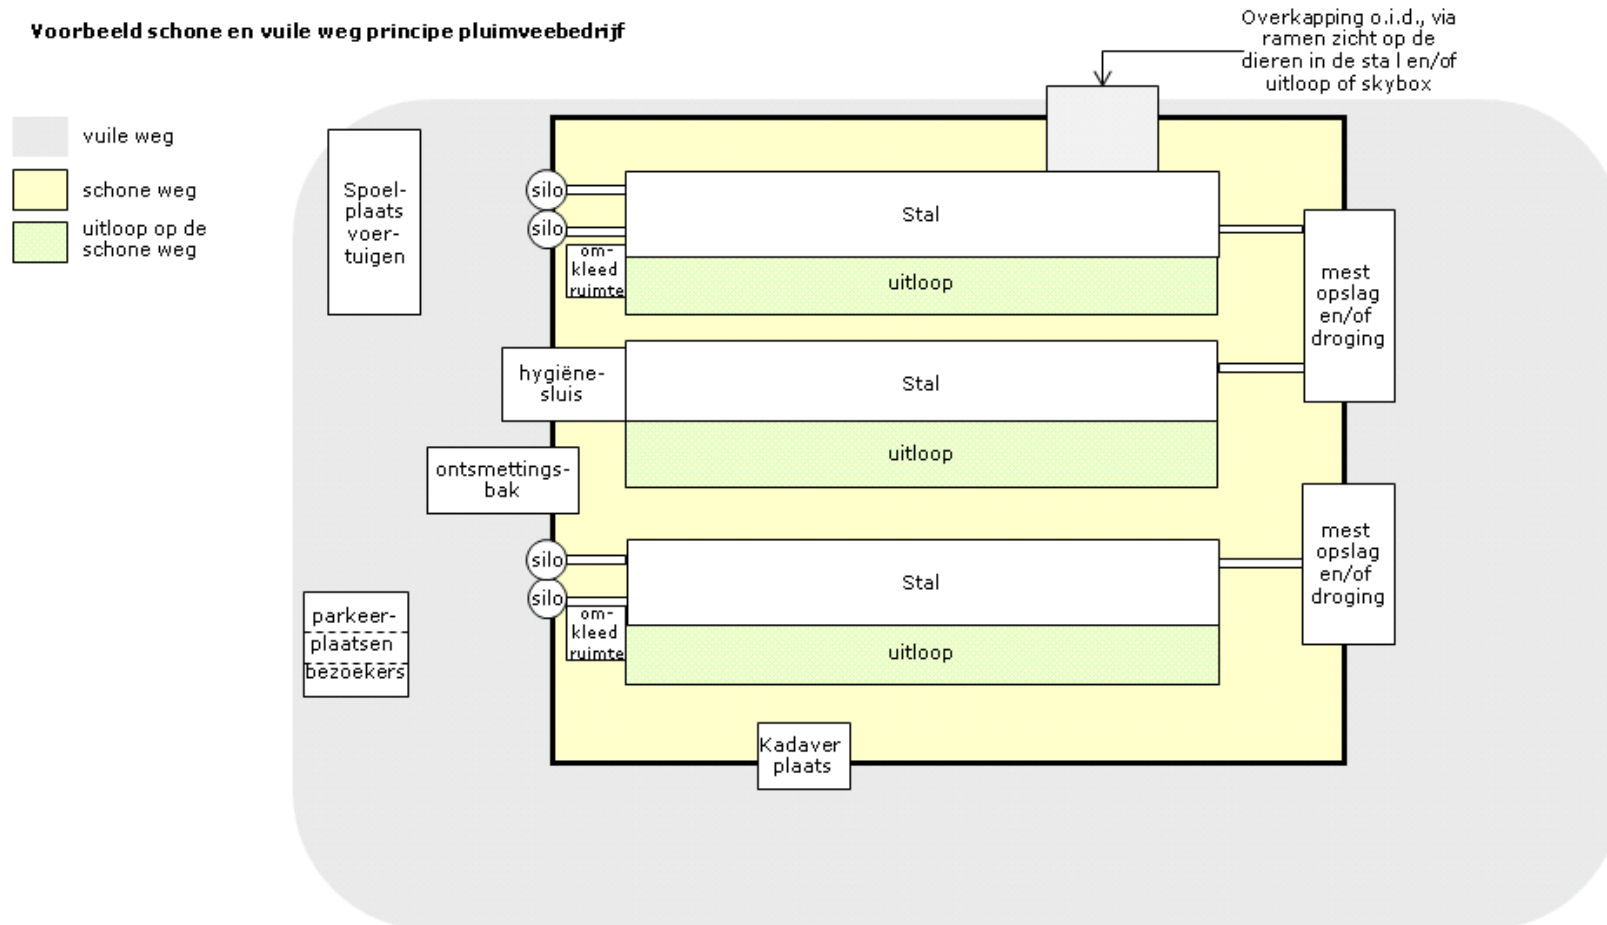 Voorbeeld schone en vuile weg principe pluimveebedrijf
Overkapping o.i.d., via
ramen zicht op de
dieren in de sta l en/of
uitloop of skybox
vuile weg
schone weg
uitloop op de
schone weg
Spoel-
plaats
voer-
tuigen
silo
silo
om-
kleed
ruimte
Stal
uitloop
mest
opslag
en/of
droging
hygiëne-
sluis
Stal
uitloop
ontsmettings-
bak
silo
silo
om-
kleed
ruimte
Stal
uitloop
mest
opslag
en/of
droging
parkeer-
plaatsen
bezoekers
Kadaver
plaats